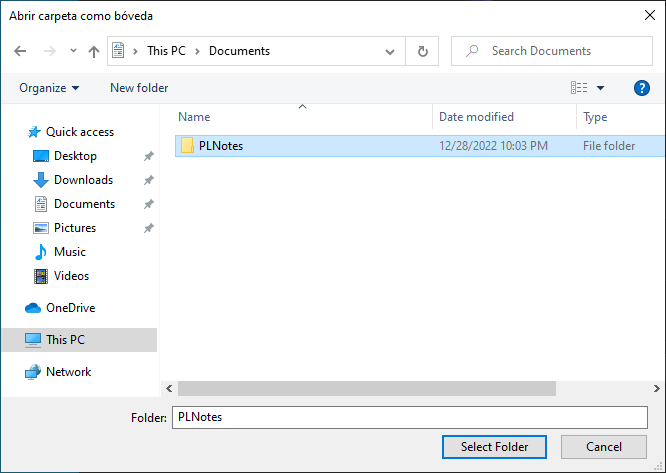 Abrir carpeta como bóveda
This PC Documents
Search Documents
Organize New folder
?
Name Date modified Type
Quick access
Desktop
Downloads
Documents
Pictures
Music
Videos
OneDrive
This PC
Network
PLNotes 12/28/2022 10:03 PM File folder
Folder: PLNotes
Select Folder Cancel